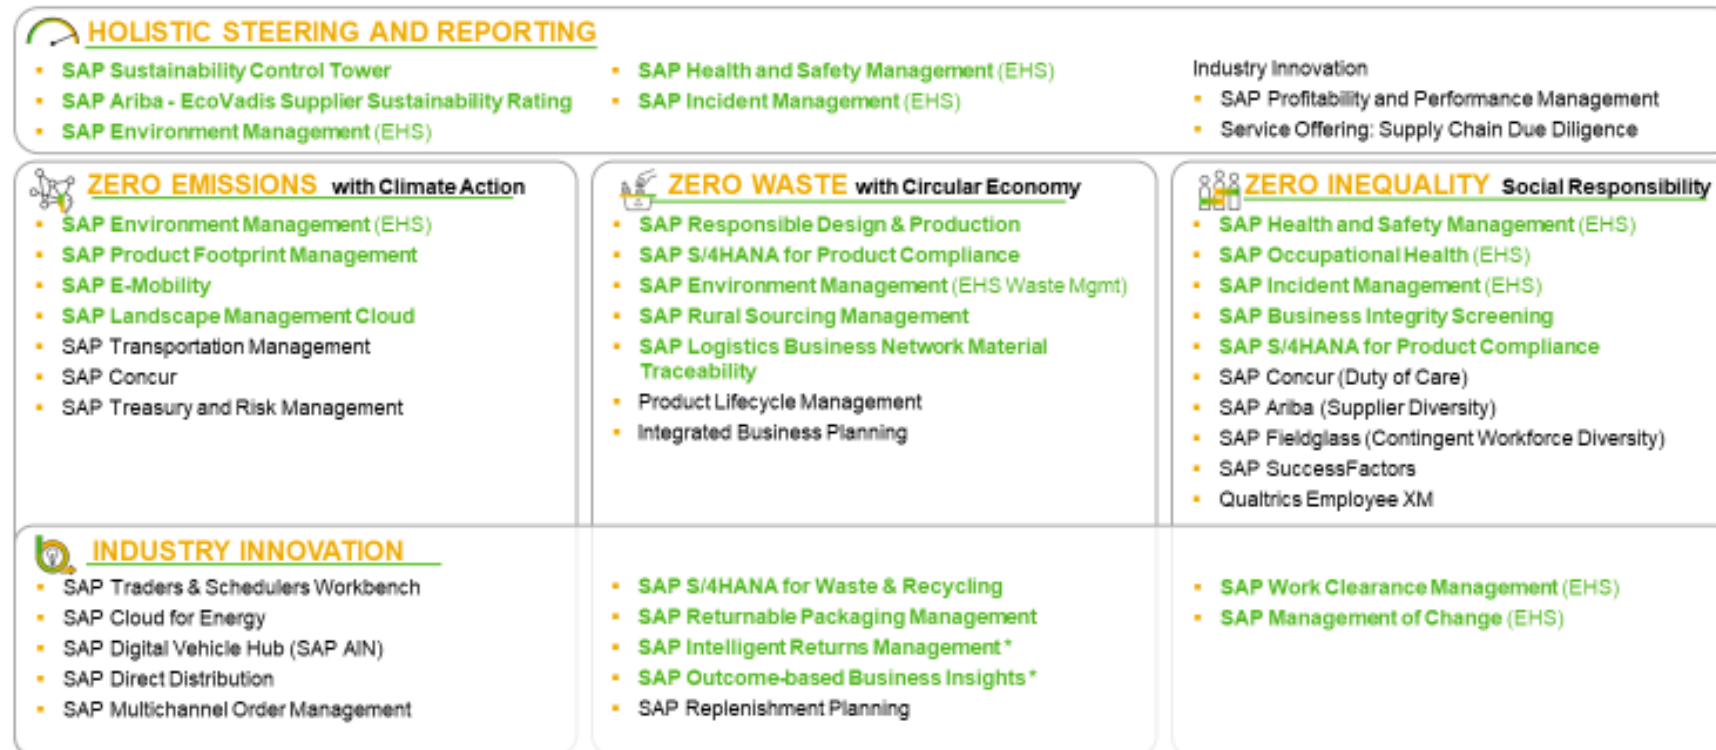 HOLISTIC STEERING AND REPORTING
SAP Sustainability Control Tower
SAP Ariba - EcoVadis Supplier Sustainability Rating
SAP Environment Management (EHS)
SAP Health and Safety Management (EHS)
SAP Incident Management (EHS)
Industry Innovation
SAP Profitability and Performance Management
Service Offering: Supply Chain Due Diligence
ZERO EMISSIONS with Climate Action
SAP Environment Management (EHS)
SAP Product Footprint Management
SAP E-Mobility
SAP Landscape Management Cloud
SAP Transportation Management
SAP Concur
SAP Treasury and Risk Management
ZERO WASTE with Circular Economy
SAP Responsible Design & Production
SAP S/4HANA for Product Compliance
SAP Environment Management (EHS Waste Mgmt)
SAP Rural Sourcing Management
SAP Logistics Business Network Material
Traceability
Product Lifecycle Management
Integrated Business Planning
ZERO INEQUALITY Social Responsibility
SAP Health and Safety Management (EHS)
SAP Occupational Health (EHS)
SAP Incident Management (EHS)
SAP Business Integrity Screening
SAP S/4HANA for Product Compliance
SAP Concur (Duty of Care)
SAP Ariba (Supplier Diversity)
SAP Fieldglass (Contingent Workforce Diversity)
SAP SuccessFactors
Qualtrics Employee XM
INDUSTRY INNOVATION
SAP Traders & Schedulers Workbench
SAP Cloud for Energy
SAP Digital Vehicle Hub (SAP AIN)
SAP Direct Distribution
SAP Multichannel Order Management
SAP S/4HANA for Waste & Recycling
SAP Returnable Packaging Management
SAP Intelligent Returns Management*
SAP Outcome-based Business Insights*
SAP Replenishment Planning
SAP Work Clearance Management (EHS)
SAP Management of Change (EHS)